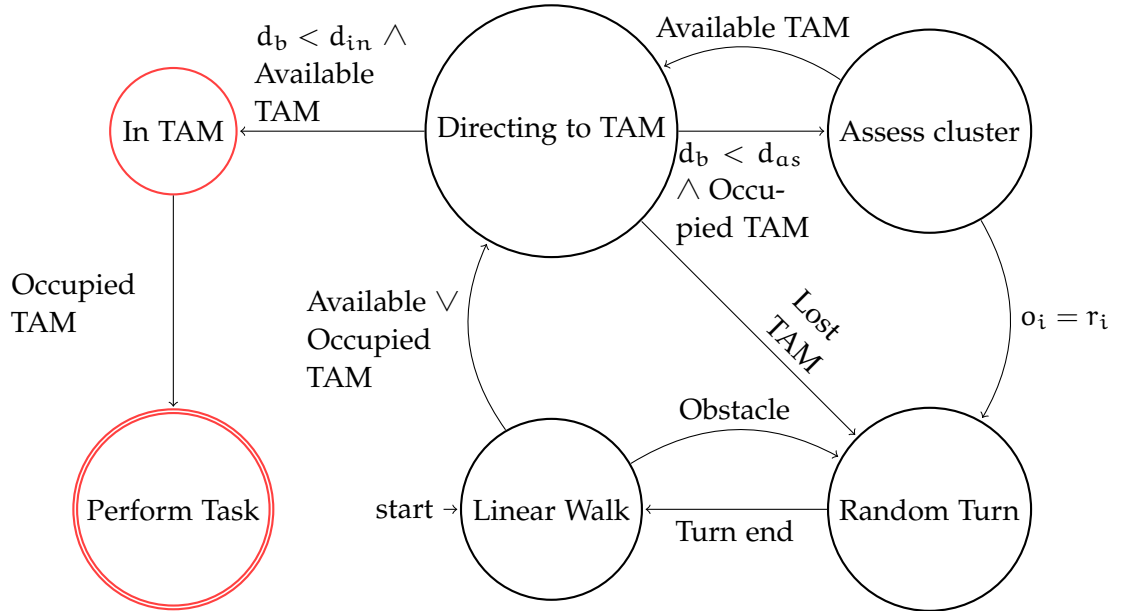 d_b < d_in ∧
Available
TAM
Available TAM
In TAM
Directing to TAM
Assess cluster
d_b < d_as
∧ Occu-
pied TAM
Occupied
TAM
Available ∨
Occupied
TAM
Lost
TAM
o_i = r_i
Obstacle
Perform Task
start
Linear Walk
Random Turn
Turn end